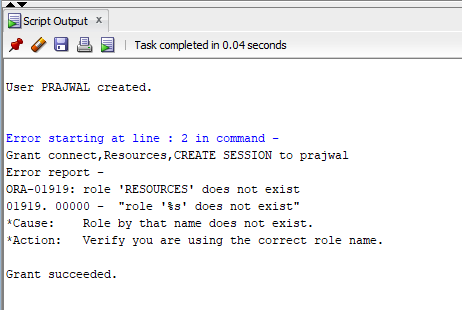 Script Output x
Task completed in 0.04 seconds
User PRAJWAL created.
Error starting at line : 2 in command -
Grant connect,Resources,CREATE SESSION to prajwal
Error report -
ORA-01919: role 'RESOURCES' does not exist
01919. 00000 - "role '%s' does not exist"
*Cause: Role by that name does not exist.
*Action: Verify you are using the correct role name.
Grant succeeded.